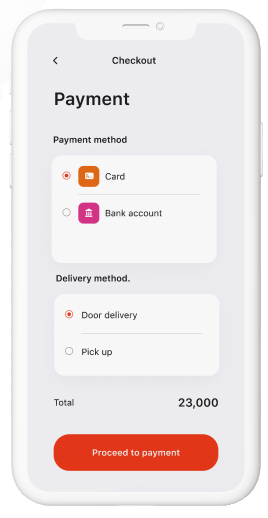 Checkout
Payment
Payment method
Card
Bank account
Delivery method.
Door delivery
Pick up
Total 23,000
Proceed to payment